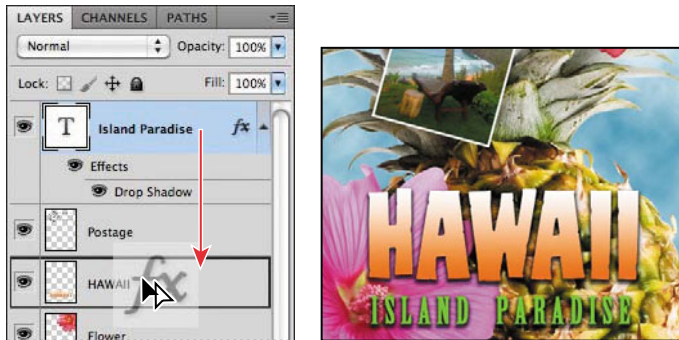 LAYERS CHANNELS PATHS
Normal Opacity: 100%
Lock: Fill: 100%
T Island Paradise fx
Effects
Drop Shadow
Postage
HAWAII fx
Flower
HAWAII
ISLAND PARADISE